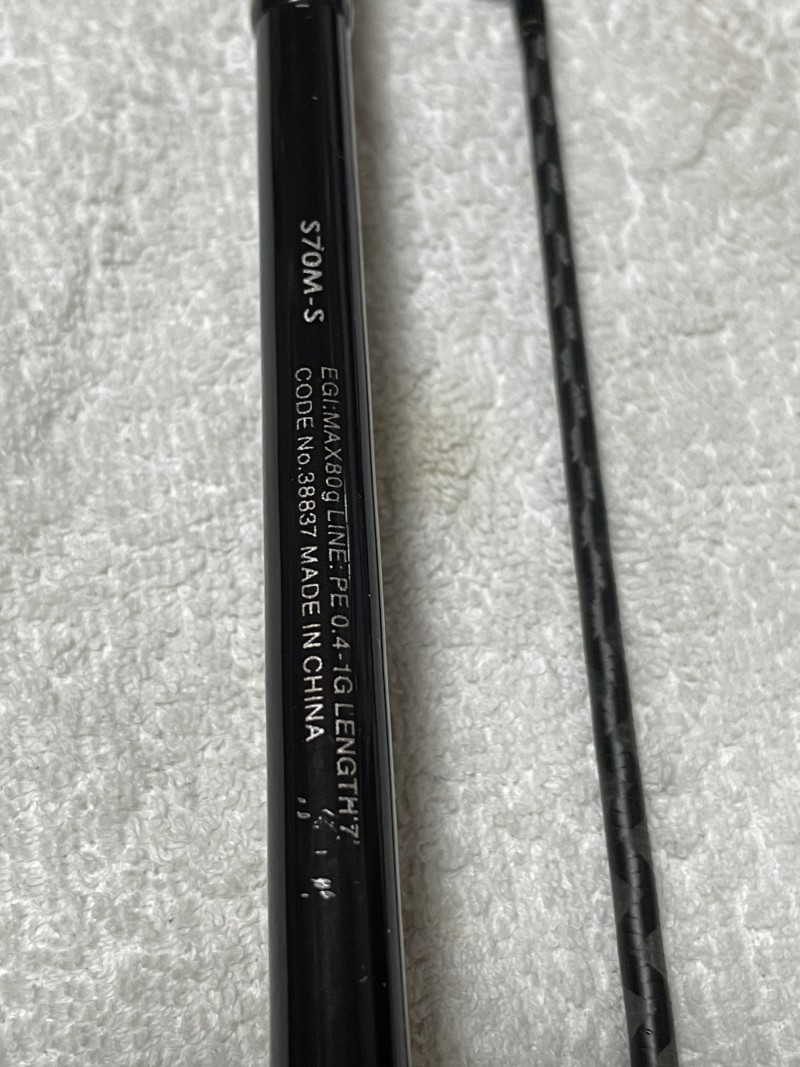 S70M-S
EGI:MAX80g LINE: PE 0.4-1G LENGTH'7'
CODE No.38837 MADE IN CHINA